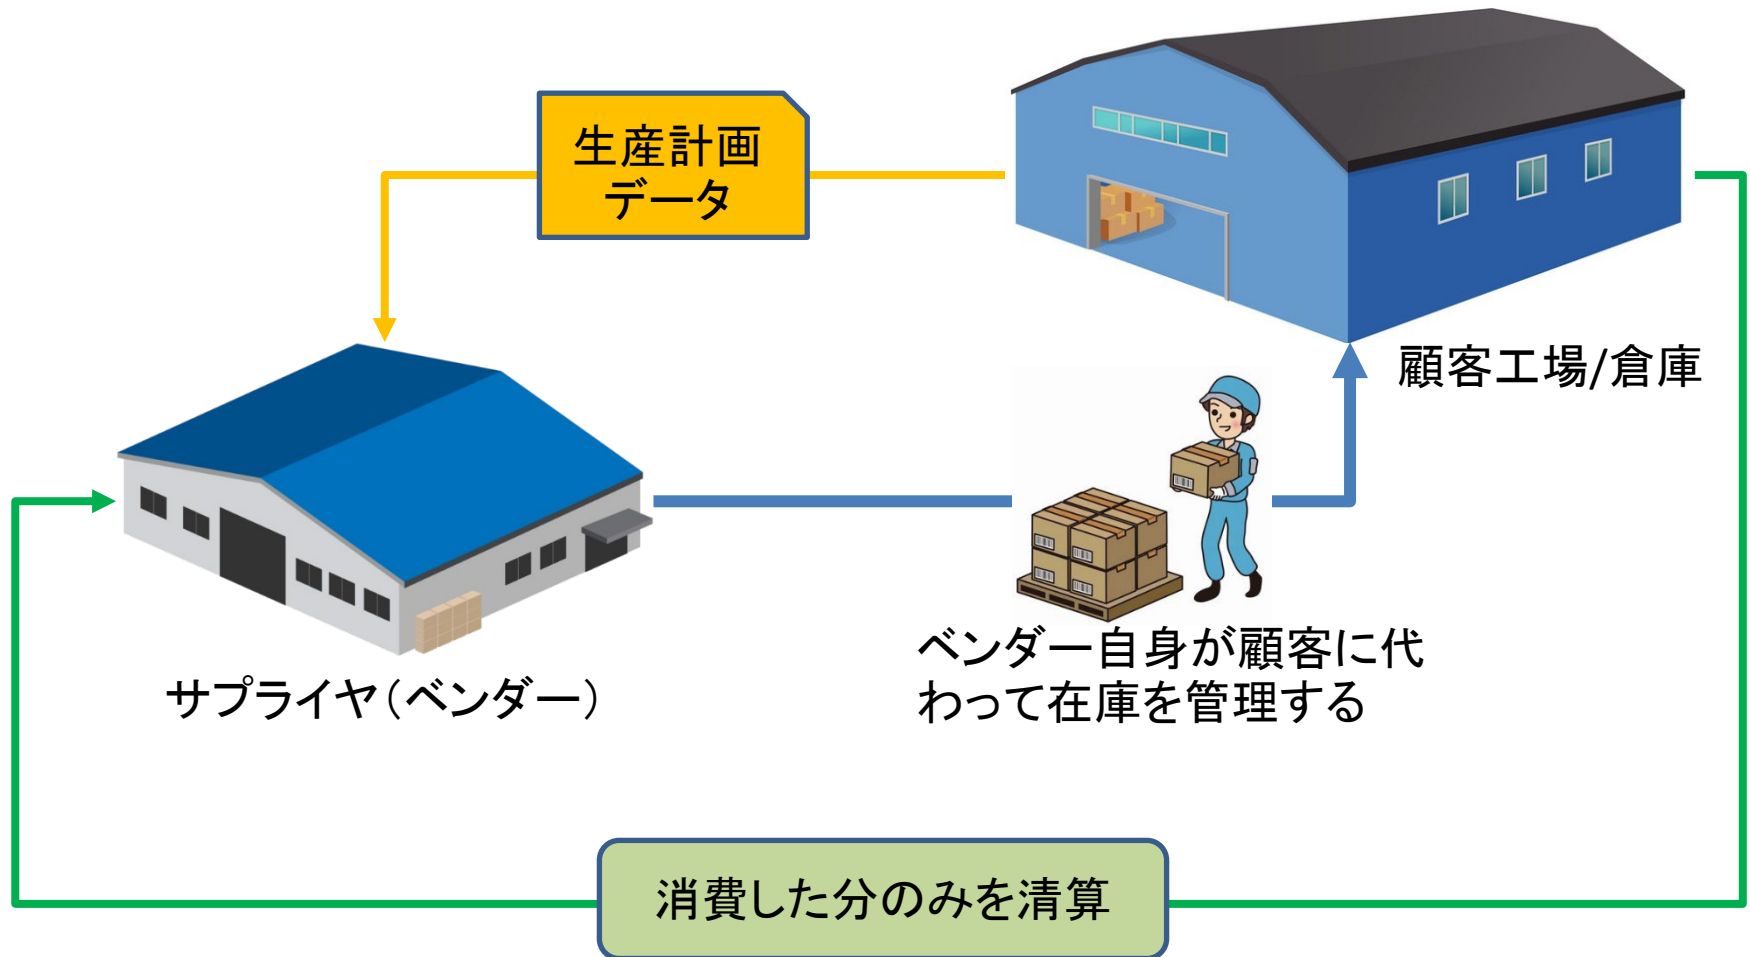 生産計画
データ
顧客工場/倉庫
ベンダー自身が顧客に代
わって在庫を管理する
サプライヤ(ベンダー)
消費した分のみを清算